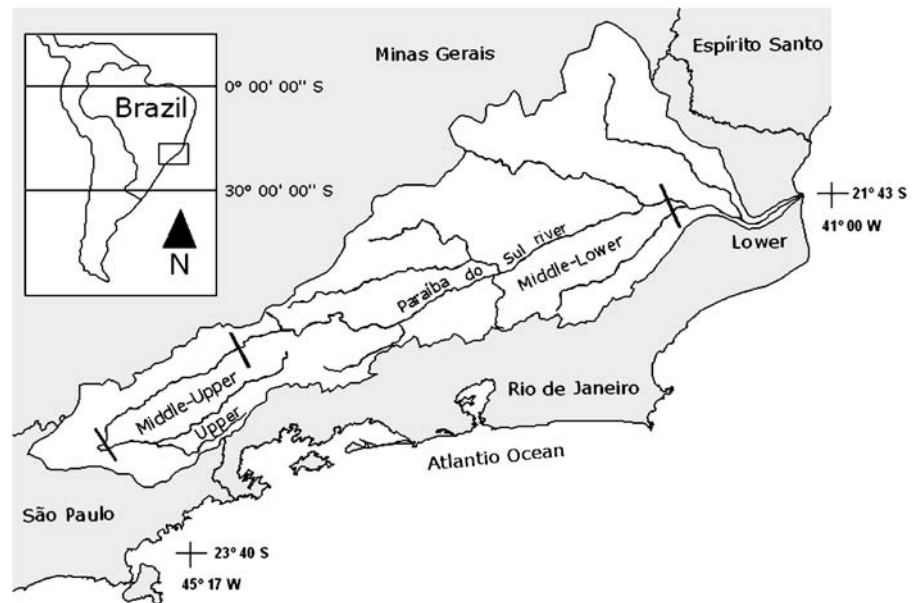 Minas Gerais
Espírito Santo
Brazil
0° 00' 00" S
30° 00' 00" S
N
21° 43 S
41° 00 W
Lower
Paraíba do Sul river
Middle-Lower
Middle-Upper
Upper
Rio de Janeiro
Atlantio Ocean
São Paulo
23° 40 S
45° 17 W